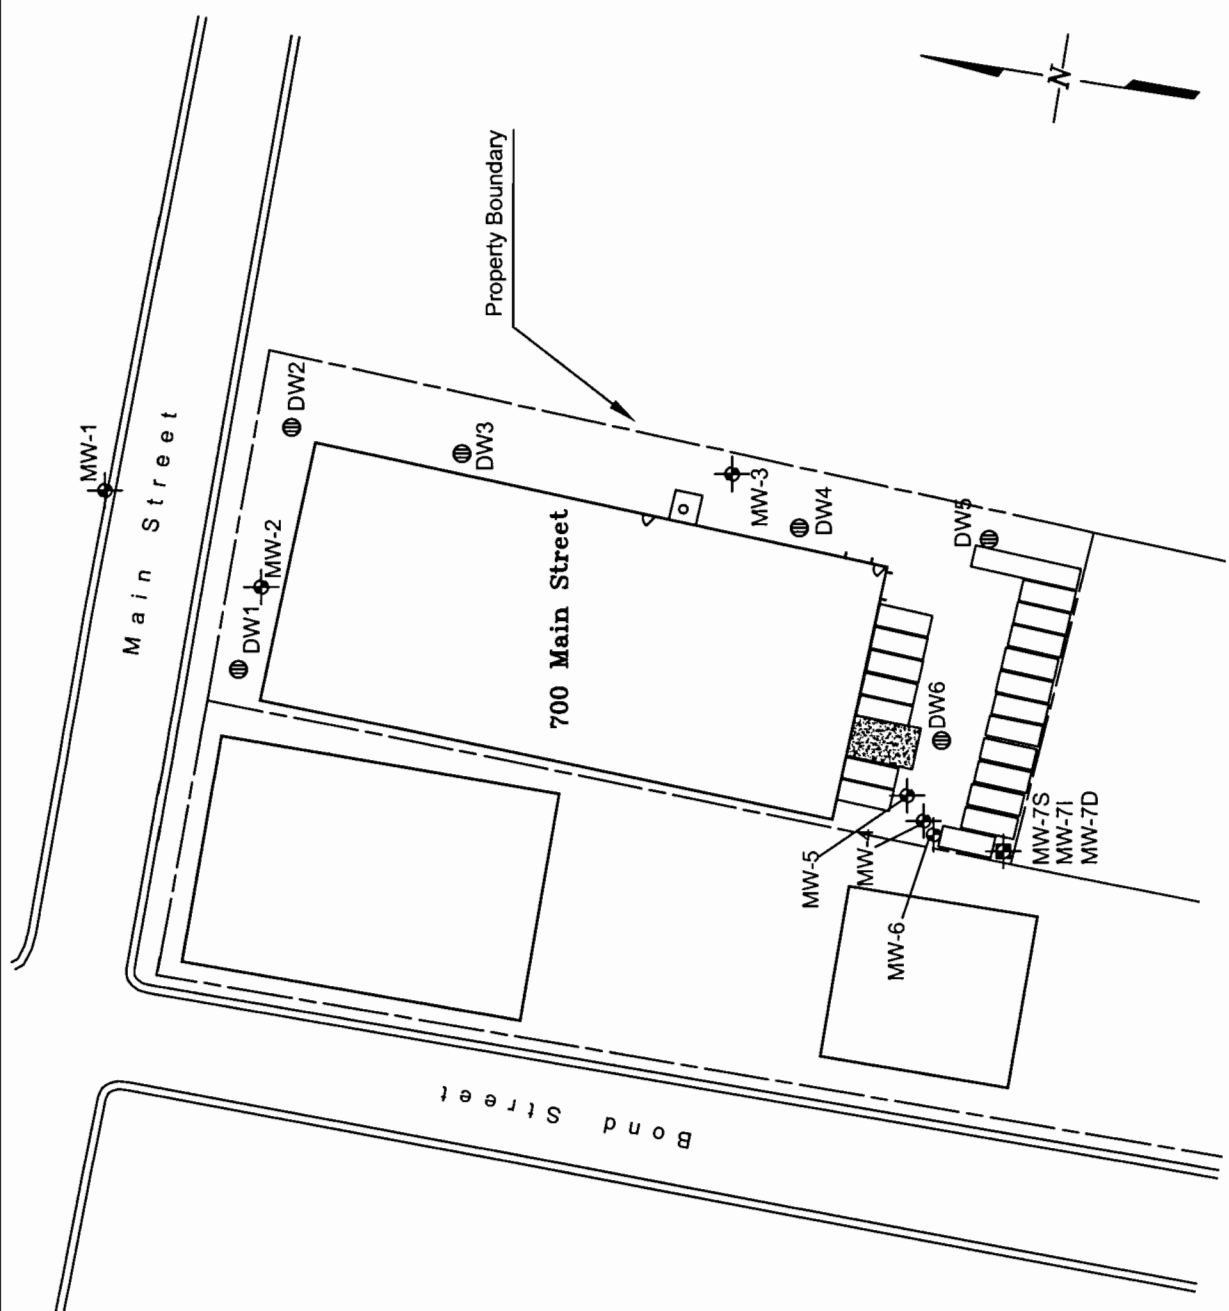 N
Property Boundary
MW-1
Main Street
DW2
DW3
MW-2
DW1
MW-3
DW4
700 Main Street
DW5
DW6
MW-5
MW-4
MW-6
MW-7S
MW-7I
MW-7D
Bond Street